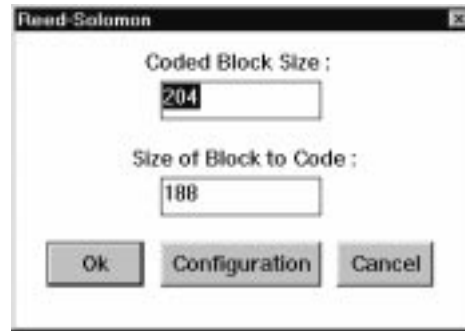 Reed-Solomon
Coded Block Size :
204
Size of Block to Code :
188
Ok Configuration Cancel